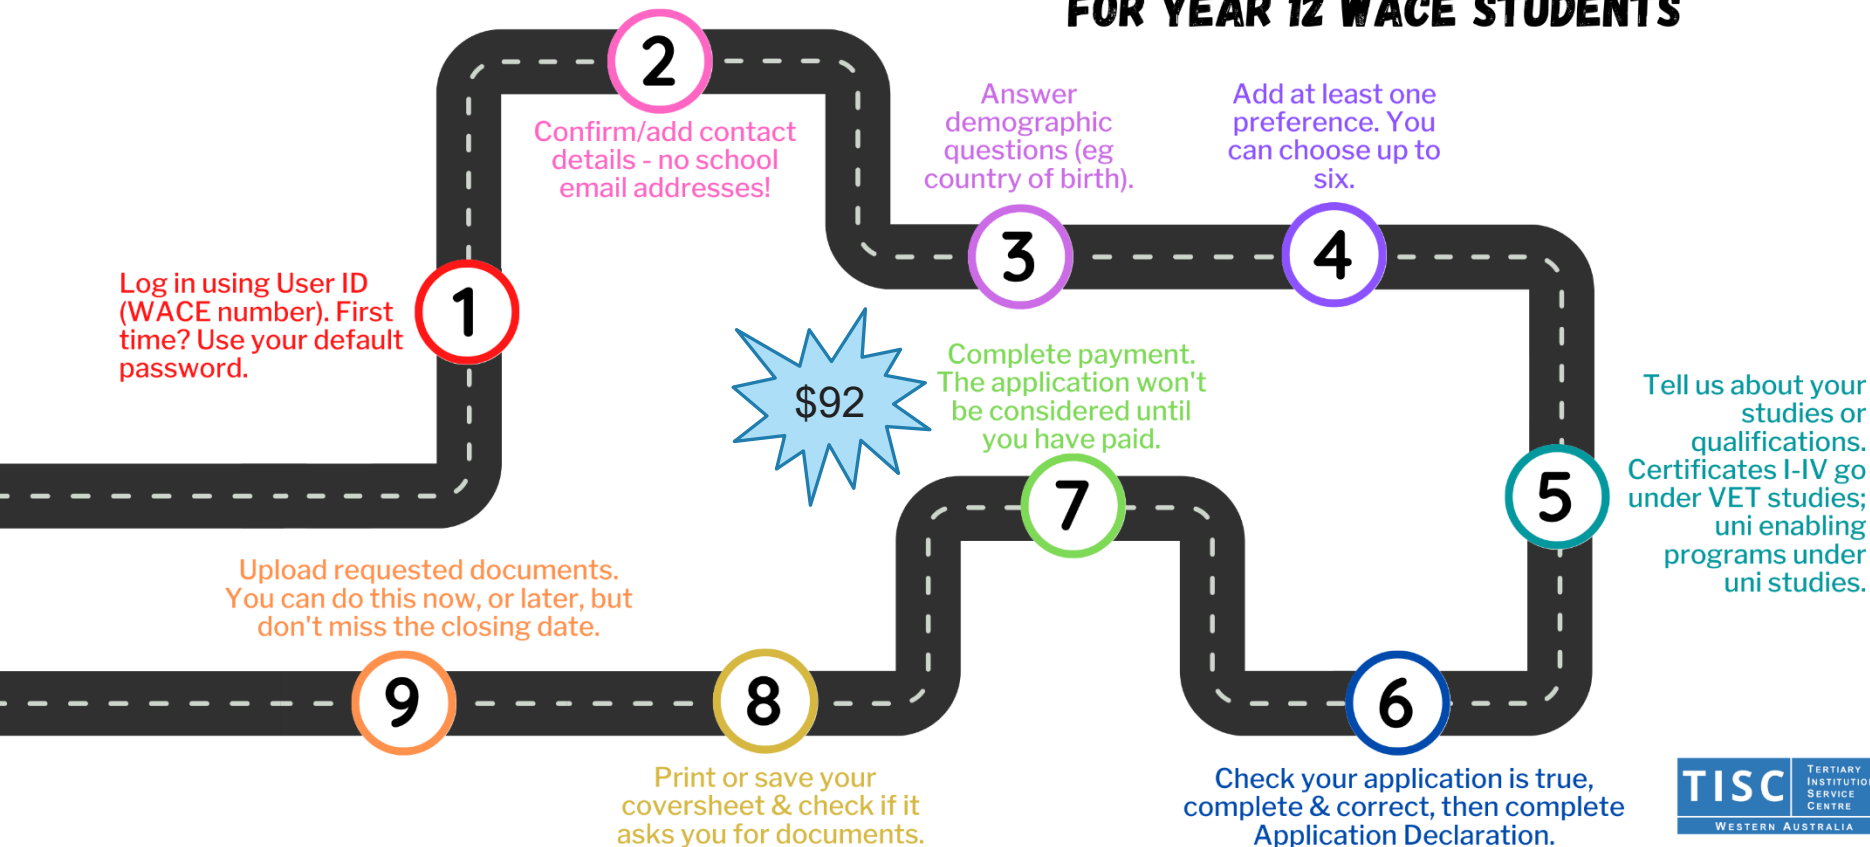 FOR YEAR 12 WACE STUDENTS
1
Log in using User ID
(WACE number). First
time? Use your default
password.
2
Confirm/add contact
details - no school
email addresses!
Answer
demographic
questions (eg
country of birth).
3
Add at least one
preference. You
can choose up to
six.
4
Tell us about your
studies or
qualifications.
Certificates I-IV go
under VET studies;
uni enabling
programs under
uni studies.
5
6
Check your application is true,
complete & correct, then complete
Application Declaration.
$92
Complete payment.
The application won't
be considered until
you have paid.
7
8
Print or save your
coversheet & check if it
asks you for documents.
Upload requested documents.
You can do this now, or later, but
don't miss the closing date.
9
TISC
TERTIARY
INSTITUTIO
SERVICE
CENTRE
WESTERN AUSTRALIA